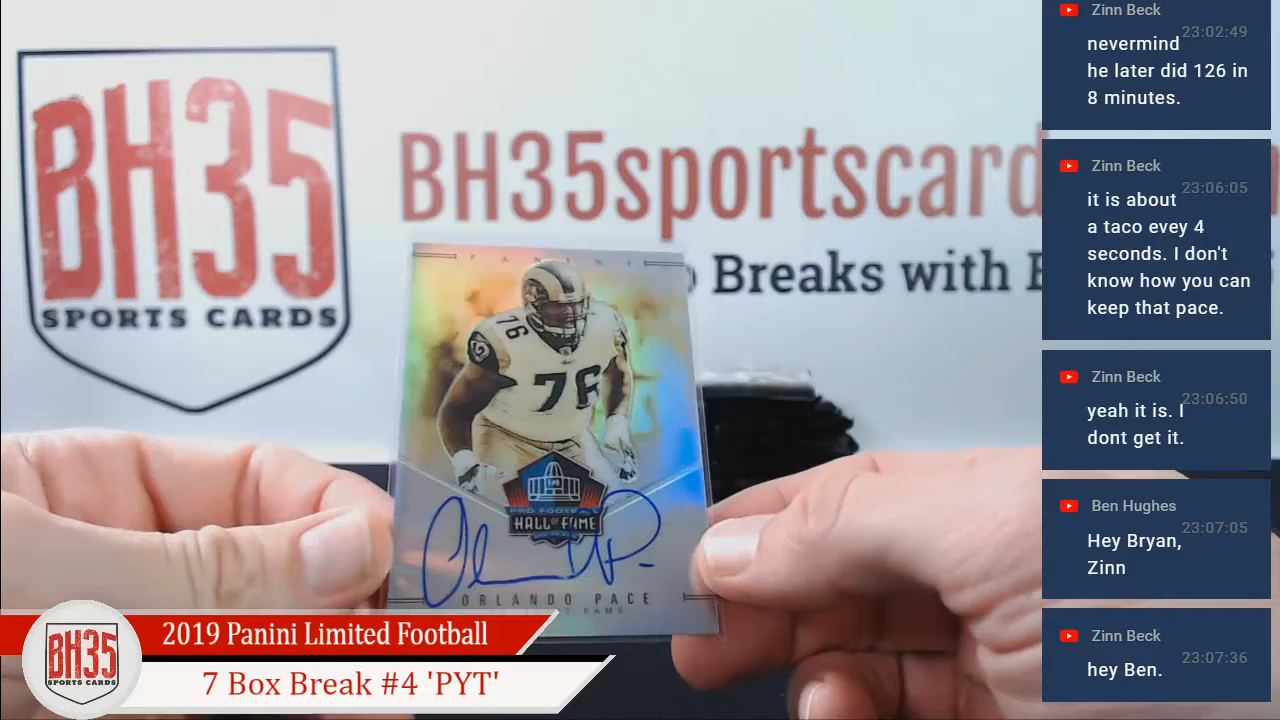 BH35
SPORTS CARDS
BH35sportscard
Breaks with
PANINI
76
76
PRO FOOTBALL
HALL OF FAME
ORLANDO PACE
RAMS
BH35
SPORTS CARDS
2019 Panini Limited Football
7 Box Break #4 'PYT'
Zinn Beck
23:02:49
nevermind
he later did 126 in
8 minutes.
Zinn Beck
23:06:05
it is about
a taco evey 4
seconds. I don't
know how you can
keep that pace.
Zinn Beck
23:06:50
yeah it is. I
dont get it.
Ben Hughes
23:07:05
Hey Bryan,
Zinn
Zinn Beck
23:07:36
hey Ben.